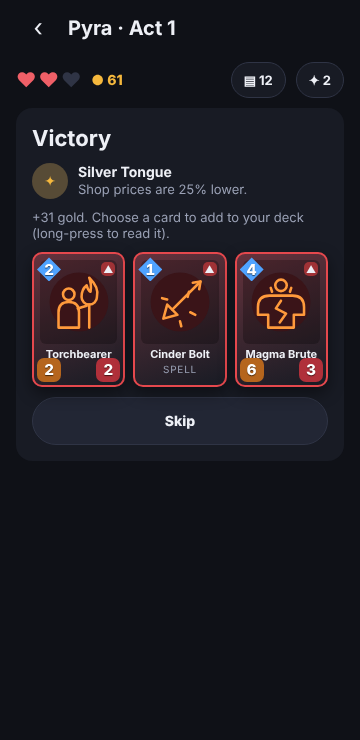 Pyra · Act 1
61
12
2
Victory
Silver Tongue
Shop prices are 25% lower.
+31 gold. Choose a card to add to your deck
(long-press to read it).
2
Torchbearer
2
2
1
Cinder Bolt
SPELL
4
Magma Brute
6
3
Skip